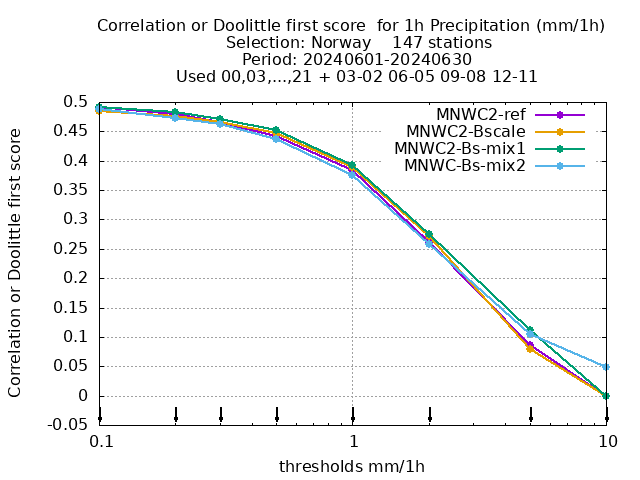 Correlation or Doolittle first score  for 1h Precipitation (mm/1h)
Selection: Norway    147 stations
Period: 20240601-20240630
Used 00,03,...,21 + 03-02 06-05 09-08 12-11
Correlation or Doolittle first score
0.5
0.45
0.4
0.35
0.3
0.25
0.2
0.15
0.1
0.05
0
-0.05
MNWC2-ref
MNWC2-Bscale
MNWC2-Bs-mix1
MNWC-Bs-mix2
0.1
1
10
thresholds mm/1h